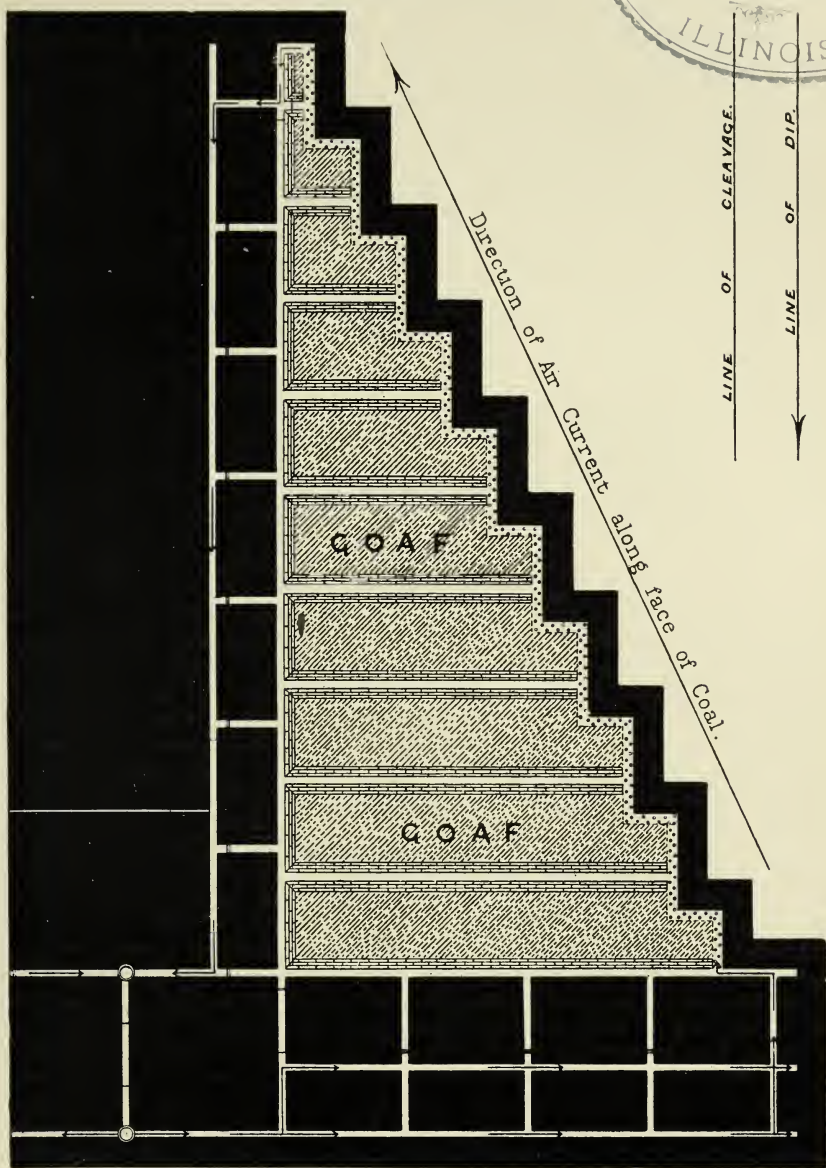 ILLINOIS
LINE OF CLEAVAGE.
LINE OF DIP.
Direction of Air Current along face of Coal.
GOAF
GOAF